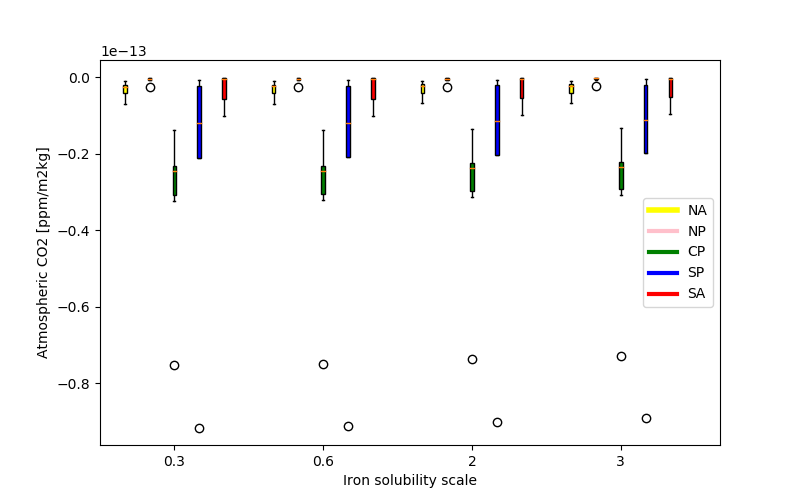 1e−13
0.0
−0.2
−0.4
−0.6
−0.8
Atmospheric CO2 [ppm/m2kg]
NA
NP
CP
SP
SA
0.3
0.6
2
3
Iron solubility scale